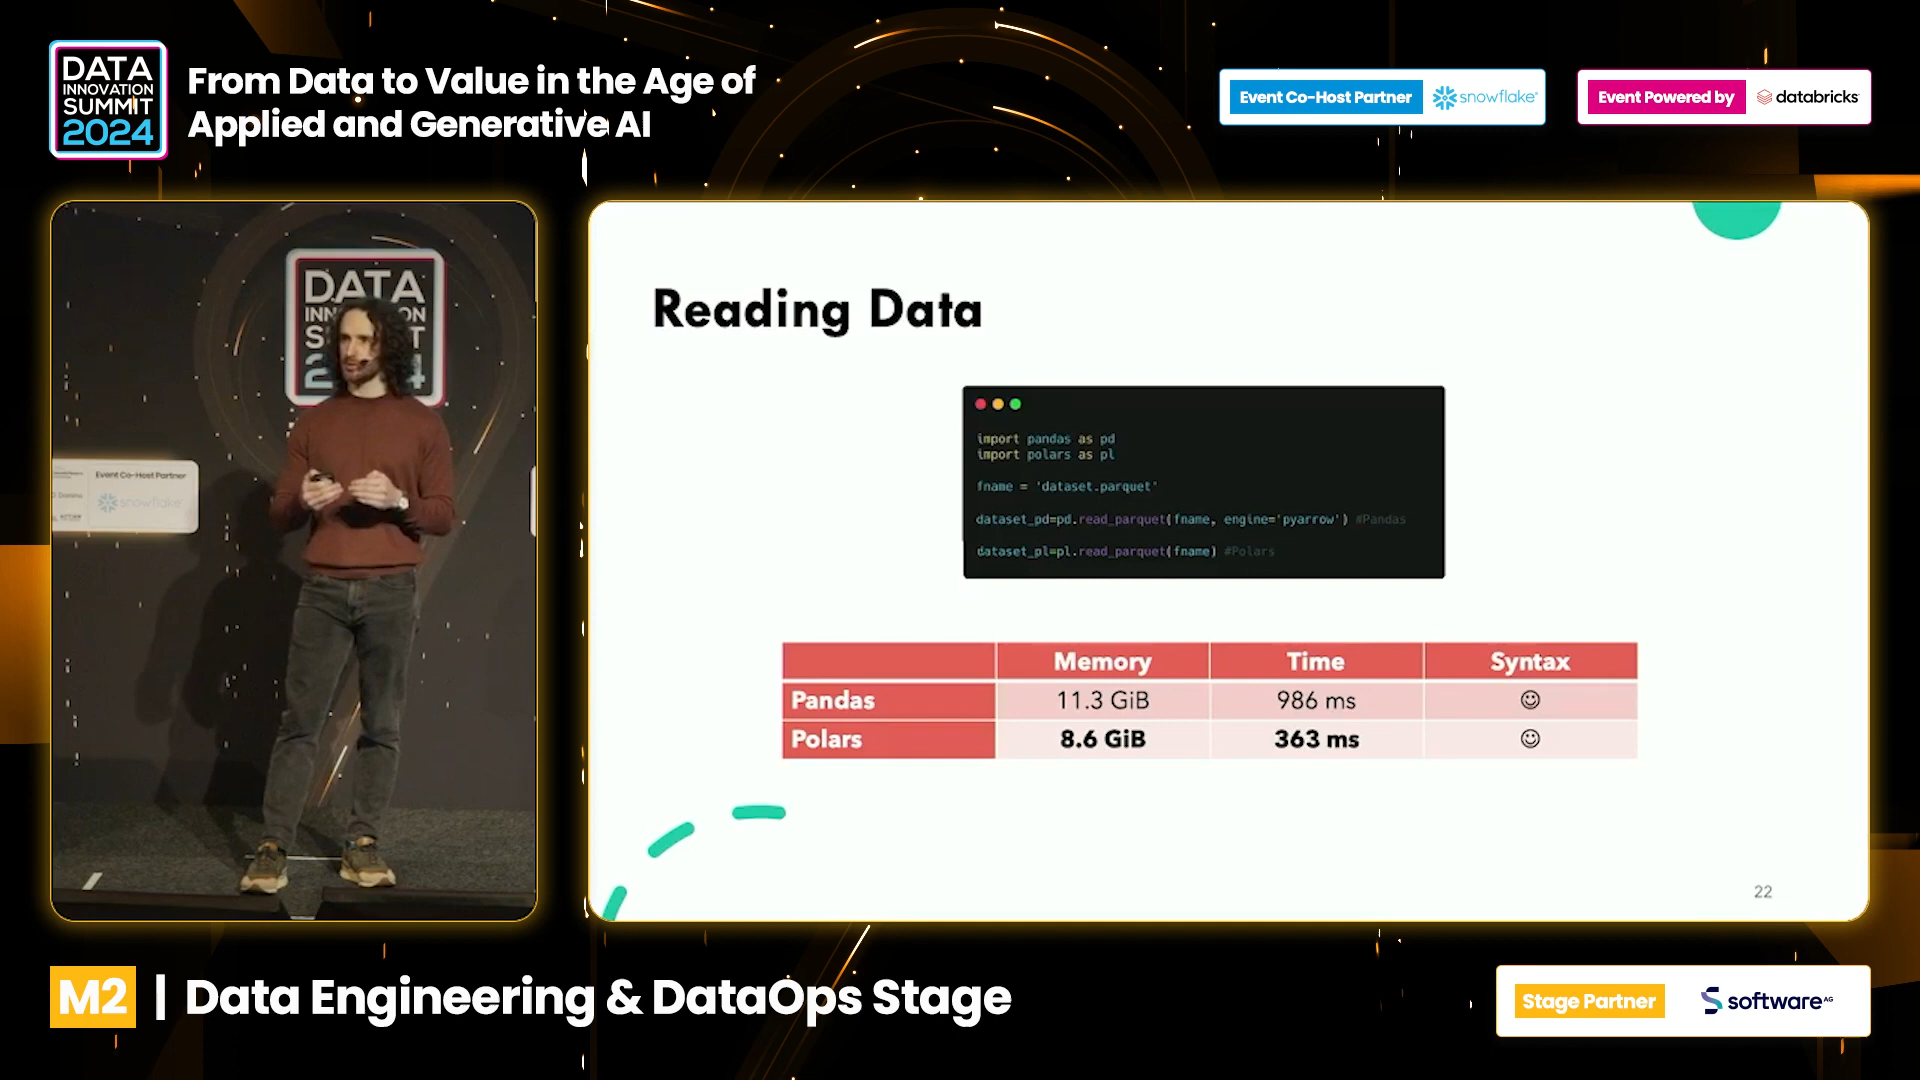 DATA
INNOVATION
SUMMIT
2024
From Data to Value in the Age of
Applied and Generative AI
Event Co-Host Partner
snowflake
Event Powered by
databricks
DATA
Event Co-Host Partner
snowflake
Reading Data
import pandas as pd
import polars as pl
fname = 'dataset.parquet'
dataset_pd=pd.read_parquet(fname, engine='pyarrow') #Pandas
dataset_pl=pl.read_parquet(fname) #Polars
Memory Time Syntax
Pandas 11.3 GiB 986 ms ☺
Polars 8.6 GiB 363 ms ☺
22
M2 | Data Engineering & DataOps Stage
Stage Partner
software AG